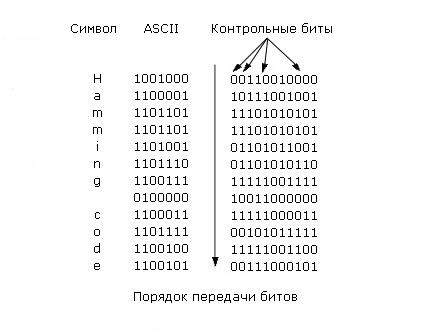 Символ ASCII Контрольные биты
H 1001000 00110010000
a 1100001 10111001001
m 1101101 11101010101
m 1101101 11101010101
i 1101001 01101011001
n 1101110 01101010110
g 1100111 11111001111
0100000 10011000000
c 1100011 11111000011
o 1101111 00101011111
d 1100100 11111001100
e 1100101 00111000101
Порядок передачи битов